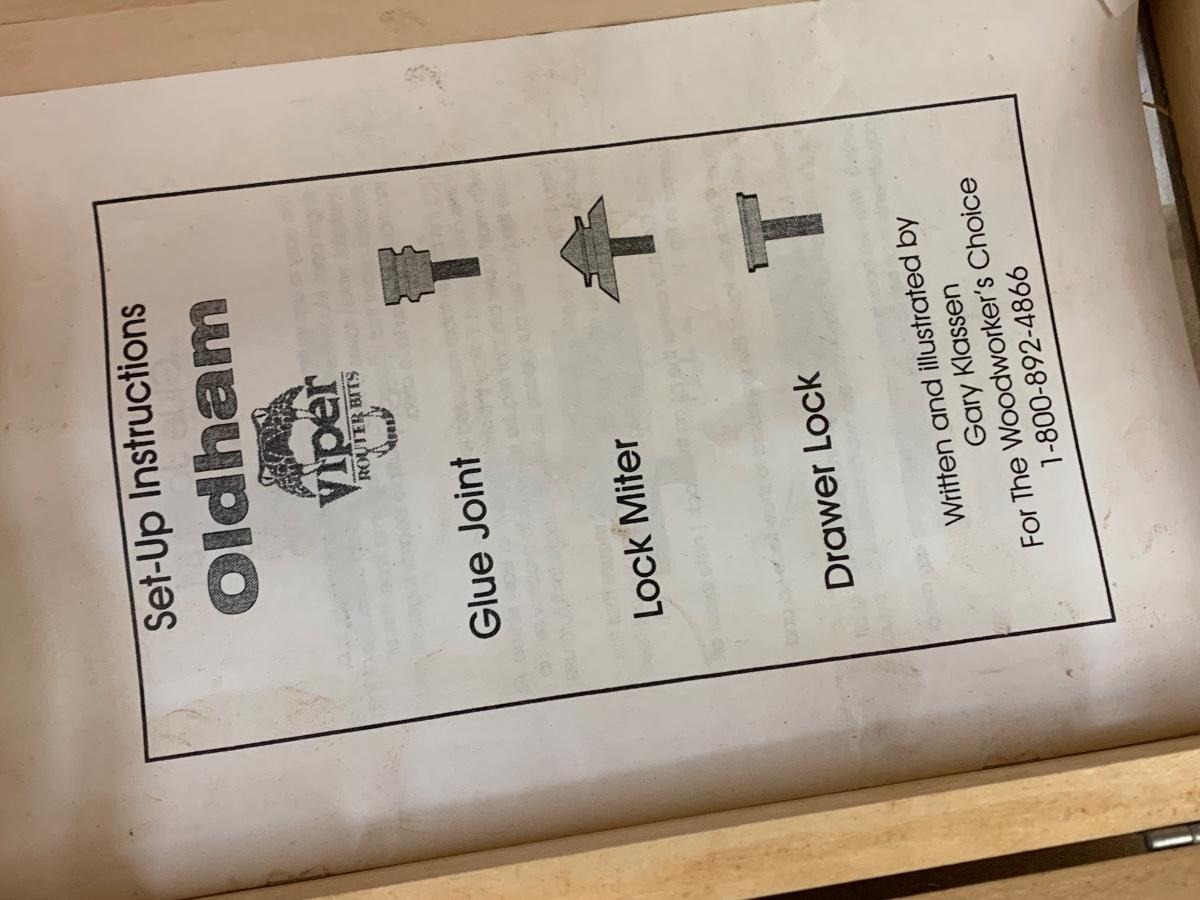 Set-Up Instructions
Oldham
Viper
ROUTER BITS
Glue Joint
Lock Miter
Drawer Lock
Written and illustrated by
Gary Klassen
For The Woodworker's Choice
1-800-892-4866